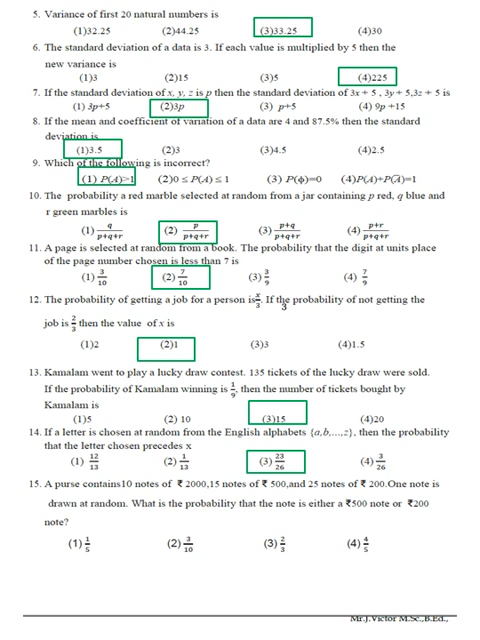 5. Variance of first 20 natural numbers is
(1)32.25 (2)44.25 (3)33.25 (4)30
6. The standard deviation of a data is 3. If each value is multiplied by 5 then the
new variance is
(1)3 (2)15 (3)5 (4)225
7. If the standard deviation of x, y, z is p then the standard deviation of 3x + 5 , 3y + 5,3z + 5 is
(1) 3p+5 (2)3p (3) p+5 (4) 9p +15
8. If the mean and coefficient of variation of a data are 4 and 87.5% then the standard
deviation is
(1)3.5 (2)3 (3)4.5 (4)2.5
9. Which of the following is incorrect?
(1) P(A)>1 (2)0 ≤ P(A) ≤ 1 (3) P(ϕ)=0 (4)P(A)+P(A̅)=1
10. The probability a red marble selected at random from a jar containing p red, q blue and
r green marbles is
(1) q/p+q+r (2) p/p+q+r (3) p+q/p+q+r (4) p+r/p+q+r
11. A page is selected at random from a book. The probability that the digit at units place
of the page number chosen is less than 7 is
(1) 3/10 (2) 7/10 (3) 3/9 (4) 7/9
12. The probability of getting a job for a person is x/3. If the probability of not getting the
3
job is 2/3 then the value of x is
(1)2 (2)1 (3)3 (4)1.5
13. Kamalam went to play a lucky draw contest. 135 tickets of the lucky draw were sold.
If the probability of Kamalam winning is 1/9, then the number of tickets bought by
Kamalam is
(1)5 (2) 10 (3)15 (4)20
14. If a letter is chosen at random from the English alphabets {a,b,...,z}, then the probability
that the letter chosen precedes x
(1) 12/13 (2) 1/13 (3) 23/26 (4) 3/26
15. A purse contains10 notes of ₹ 2000,15 notes of ₹ 500,and 25 notes of ₹ 200.One note is
drawn at random. What is the probability that the note is either a ₹500 note or ₹200
note?
(1) 1/5 (2) 3/10 (3) 2/3 (4) 4/5
Mr.J.Victor M.Sc.,B.Ed.,